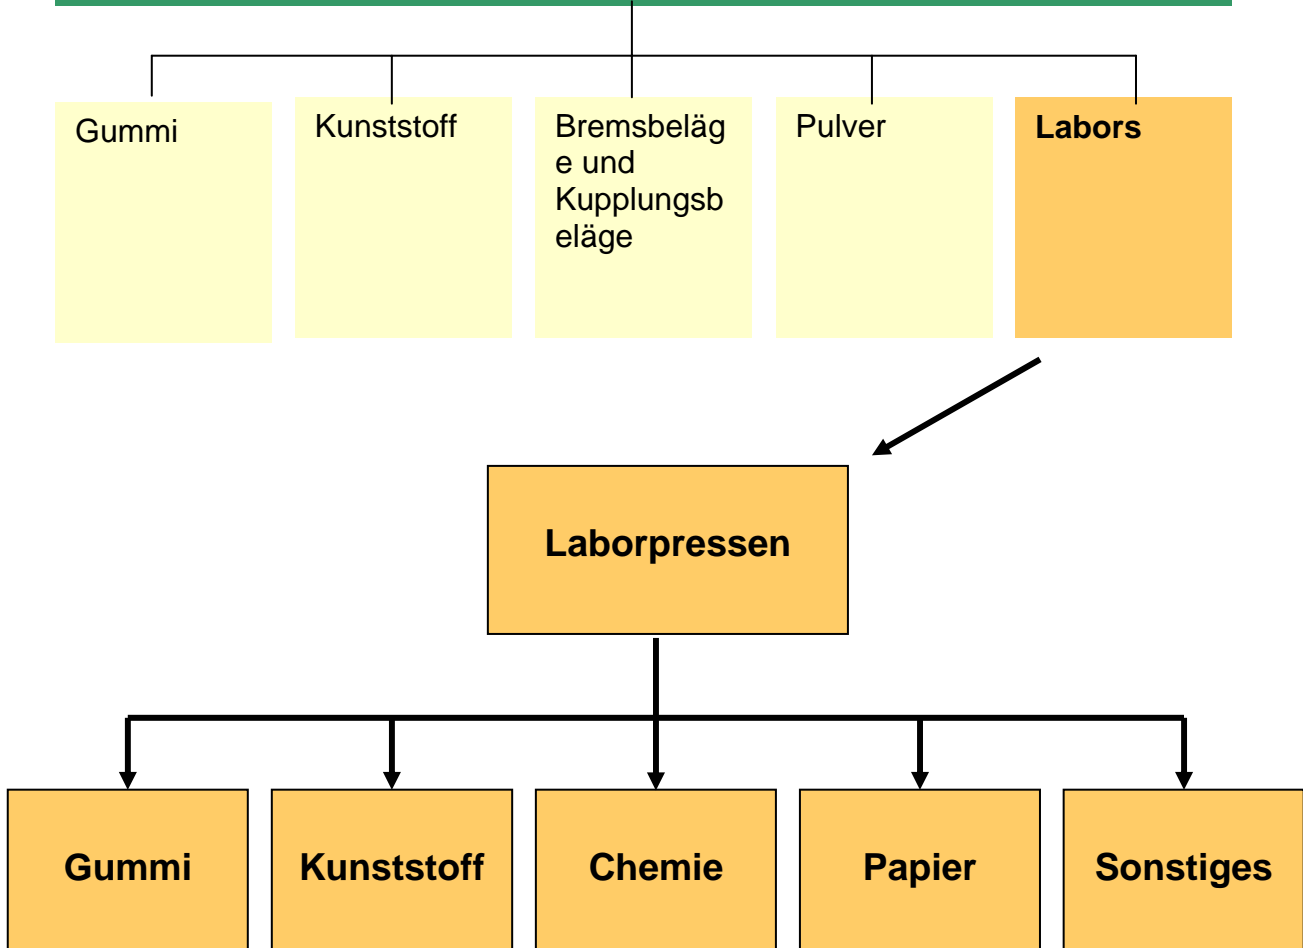 Gummi
Kunststoff
Bremsbeläg
e und
Kupplungsb
eläge
Pulver
Labors
Laborpressen
Gummi
Kunststoff
Chemie
Papier
Sonstiges